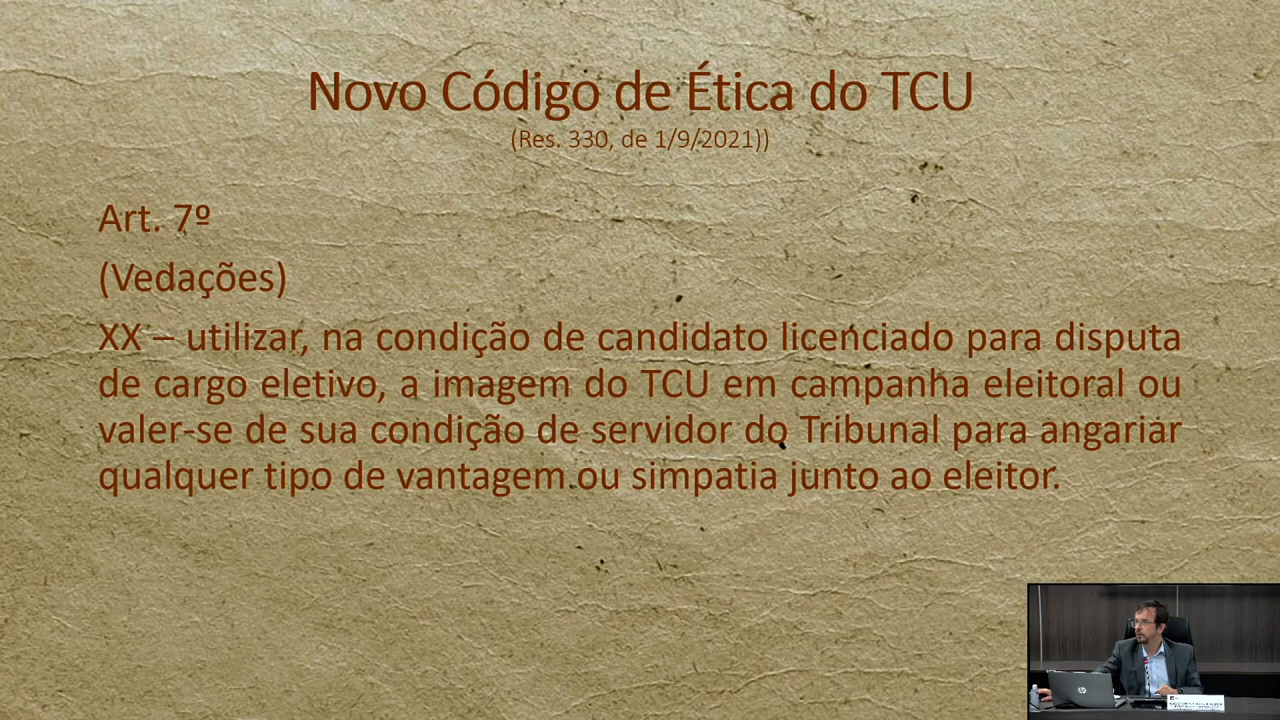 Novo Código de Ética do TCU
(Res. 330, de 1/9/2021))
Art. 7º
(Vedações)
XX – utilizar, na condição de candidato licenciado para disputa
de cargo eletivo, a imagem do TCU em campanha eleitoral ou
valer-se de sua condição de servidor do Tribunal para angariar
qualquer tipo de vantagem ou simpatia junto ao eleitor.
hp